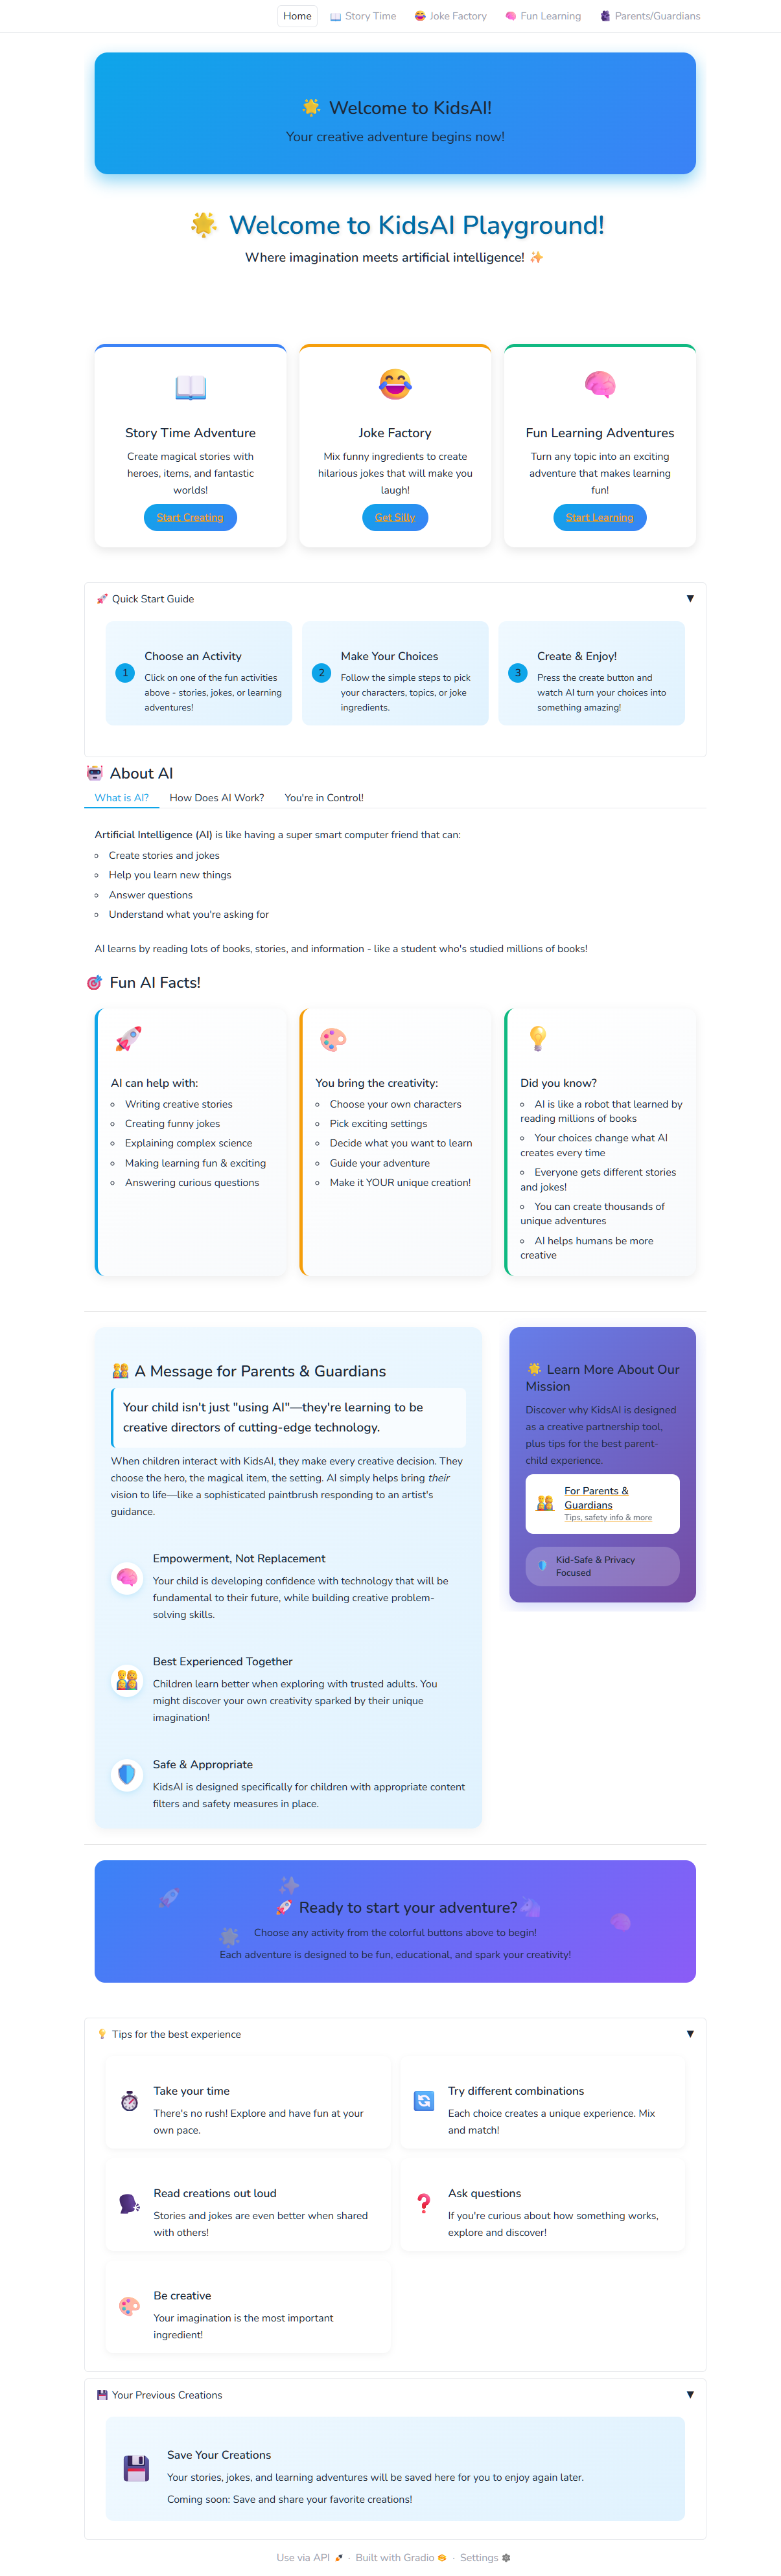 Home
Story Time
Joke Factory
Fun Learning
Parents/Guardians
Welcome to KidsAI!
Your creative adventure begins now!
Welcome to KidsAI Playground!
Where imagination meets artificial intelligence!
Story Time Adventure
Create magical stories with
heroes, items, and fantastic
worlds!
Start Creating
Joke Factory
Mix funny ingredients to create
hilarious jokes that will make you
laugh!
Get Silly
Fun Learning Adventures
Turn any topic into an exciting
adventure that makes learning
fun!
Start Learning
Quick Start Guide
1
Choose an Activity
Click on one of the fun activities
above - stories, jokes, or learning
adventures!
2
Make Your Choices
Follow the simple steps to pick
your characters, topics, or joke
ingredients.
3
Create & Enjoy!
Press the create button and
watch AI turn your choices into
something amazing!
About AI
What is AI?
How Does AI Work?
You're in Control!
Artificial Intelligence (AI) is like having a super smart computer friend that can:
Create stories and jokes
Help you learn new things
Answer questions
Understand what you're asking for
AI learns by reading lots of books, stories, and information - like a student who's studied millions of books!
Fun AI Facts!
AI can help with:
Writing creative stories
Creating funny jokes
Explaining complex science
Making learning fun & exciting
Answering curious questions
You bring the creativity:
Choose your own characters
Pick exciting settings
Decide what you want to learn
Guide your adventure
Make it YOUR unique creation!
Did you know?
AI is like a robot that learned by
reading millions of books
Your choices change what AI
creates every time
Everyone gets different stories
and jokes!
You can create thousands of
unique adventures
AI helps humans be more
creative
A Message for Parents & Guardians
Your child isn't just "using AI"—they're learning to be
creative directors of cutting-edge technology.
When children interact with KidsAI, they make every creative decision. They
choose the hero, the magical item, the setting. AI simply helps bring their
vision to life—like a sophisticated paintbrush responding to an artist's
guidance.
Empowerment, Not Replacement
Your child is developing confidence with technology that will be
fundamental to their future, while building creative problem-
solving skills.
Best Experienced Together
Children learn better when exploring with trusted adults. You
might discover your own creativity sparked by their unique
imagination!
Safe & Appropriate
KidsAI is designed specifically for children with appropriate content
filters and safety measures in place.
Learn More About Our
Mission
Discover why KidsAI is designed
as a creative partnership tool,
plus tips for the best parent-
child experience.
For Parents &
Guardians
Tips, safety info & more
Kid-Safe & Privacy
Focused
Ready to start your adventure?
Choose any activity from the colorful buttons above to begin!
Each adventure is designed to be fun, educational, and spark your creativity!
Tips for the best experience
Take your time
There's no rush! Explore and have fun at your
own pace.
Try different combinations
Each choice creates a unique experience. Mix
and match!
Read creations out loud
Stories and jokes are even better when shared
with others!
Ask questions
If you're curious about how something works,
explore and discover!
Be creative
Your imagination is the most important
ingredient!
Your Previous Creations
Save Your Creations
Your stories, jokes, and learning adventures will be saved here for you to enjoy again later.
Coming soon: Save and share your favorite creations!
Use via API · Built with Gradio · Settings